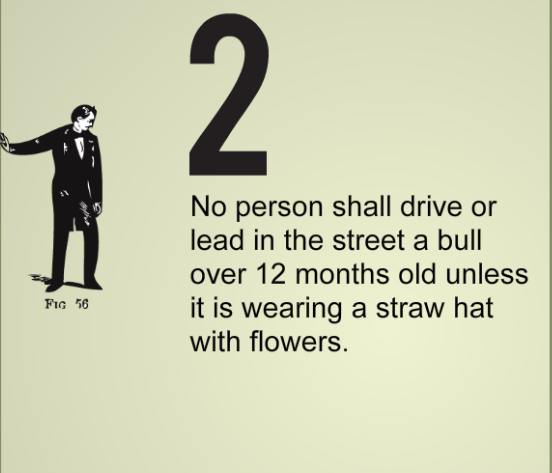 2
No person shall drive or
lead in the street a bull
over 12 months old unless
it is wearing a straw hat
with flowers.
FIG 56